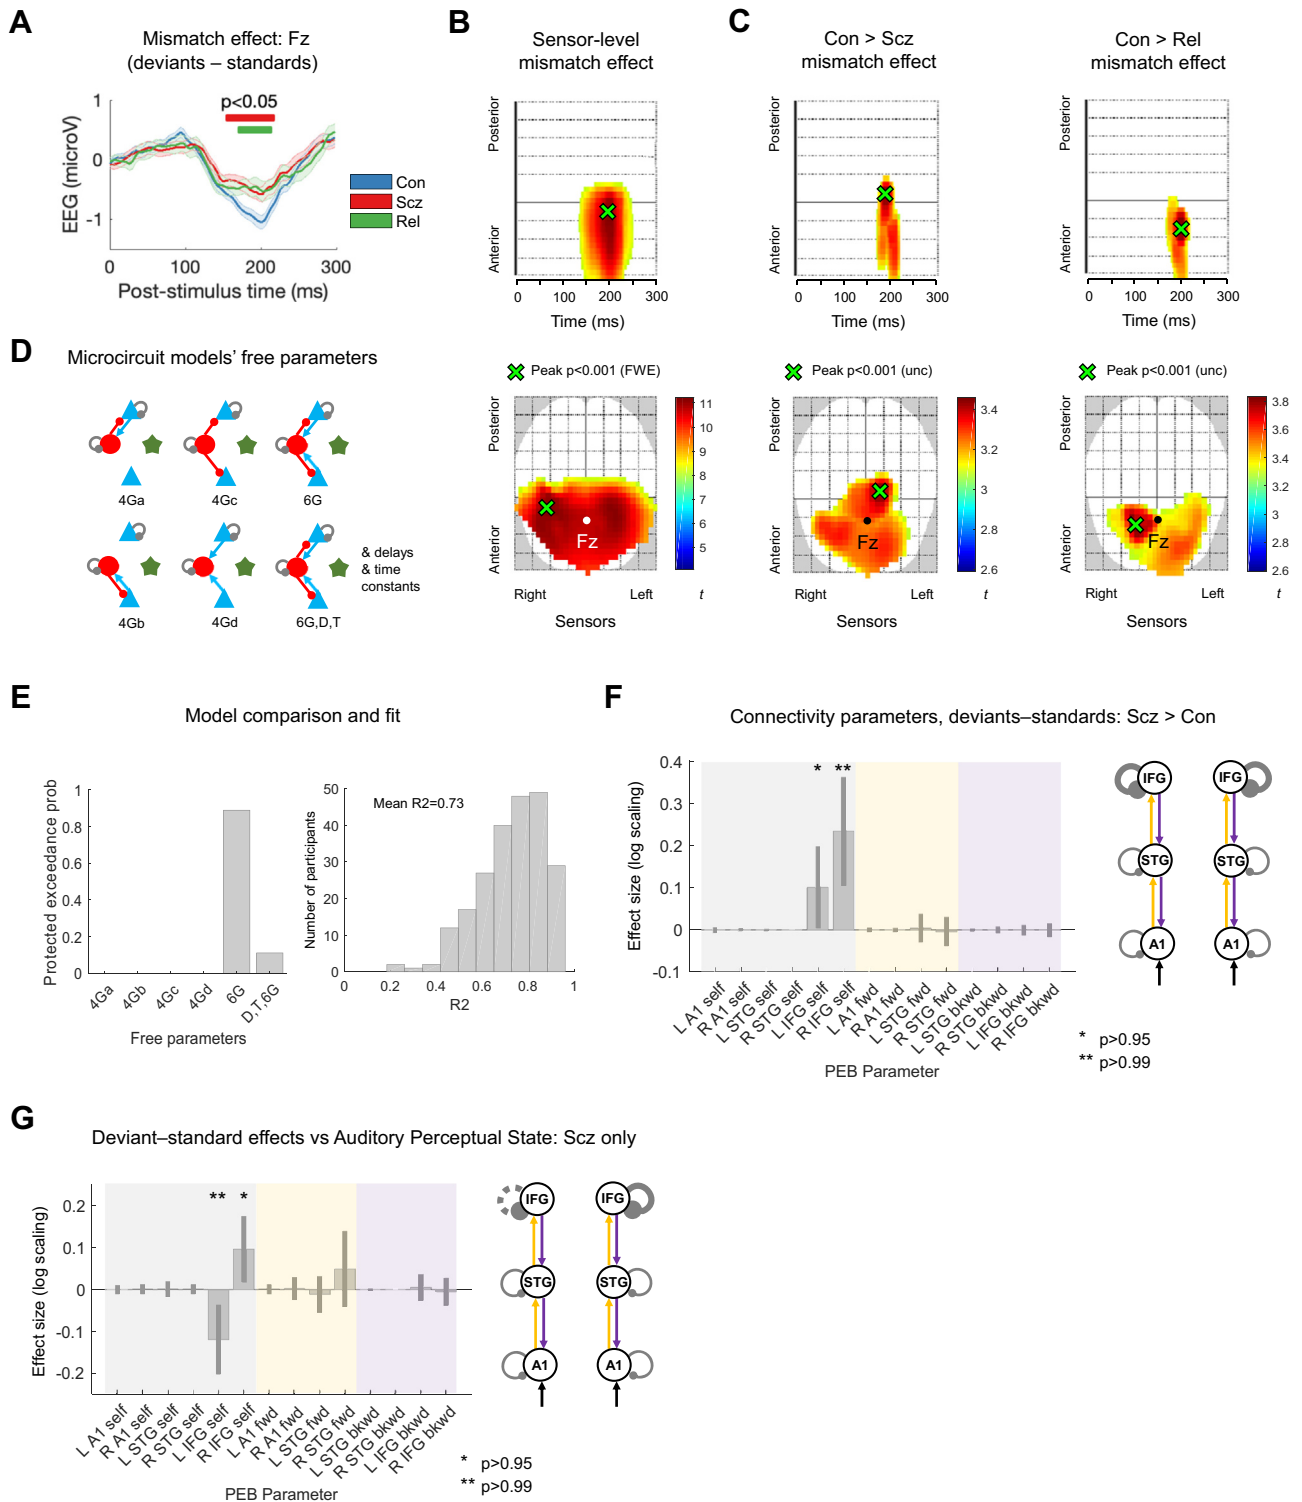 A
Mismatch effect: Fz
(deviants – standards)
EEG (microV)
1
0
-1
p<0.05
Con
Scz
Rel
0
100
200
300
Post-stimulus time (ms)
B
Sensor-level
mismatch effect
Posterior
Anterior
0
100
200
300
Time (ms)
Peak p<0.001 (FWE)
Posterior
Anterior
Fz
11
10
9
8
7
6
5
t
Right
Left
Sensors
C
Con > Scz
mismatch effect
Posterior
Anterior
0
100
200
300
Time (ms)
Peak p<0.001 (unc)
Posterior
Anterior
Fz
3.4
3.2
3
2.8
2.6
t
Right
Left
Sensors
Con > Rel
mismatch effect
Posterior
Anterior
0
100
200
300
Time (ms)
Peak p<0.001 (unc)
Posterior
Anterior
Fz
3.8
3.6
3.4
3.2
3
2.8
2.6
t
Right
Left
Sensors
D
Microcircuit models’ free parameters
4Ga
4Gc
6G
4Gb
4Gd
6G,D,T
& delays
& time
constants
E
Model comparison and fit
Protected exceedance prob
1
0.8
0.6
0.4
0.2
0
4Ga
4Gb
4Gc
4Gd
6G
D,T,6G
Free parameters
Number of participants
50
40
30
20
10
0
Mean R2=0.73
0
0.2
0.4
0.6
0.8
1
R2
F
Connectivity parameters, deviants–standards: Scz > Con
Effect size (log scaling)
0.4
0.3
0.2
0.1
0
-0.1
*
**
L A1 self
R A1 self
L STG self
R STG self
L IFG self
R IFG self
L A1 fwd
R A1 fwd
L STG fwd
R STG fwd
L STG bkwd
R STG bkwd
L IFG bkwd
R IFG bkwd
PEB Parameter
IFG
IFG
STG
STG
A1
A1
* p>0.95
** p>0.99
G
Deviant–standard effects vs Auditory Perceptual State: Scz only
Effect size (log scaling)
0.2
0.1
0
-0.1
-0.2
**
*
L A1 self
R A1 self
L STG self
R STG self
L IFG self
R IFG self
L A1 fwd
R A1 fwd
L STG fwd
R STG fwd
L STG bkwd
R STG bkwd
L IFG bkwd
R IFG bkwd
PEB Parameter
IFG
IFG
STG
STG
A1
A1
* p>0.95
** p>0.99